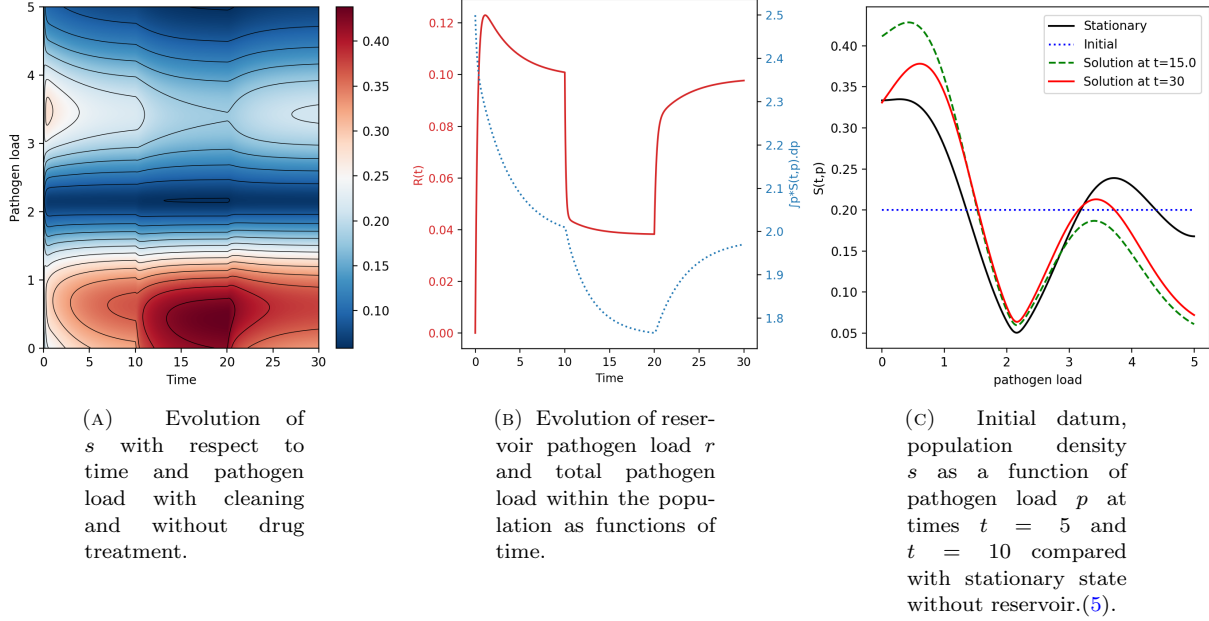 5
4
3
2
1
0
Pathogen load
0
5
10
15
20
25
30
Time
0.40
0.35
0.30
0.25
0.20
0.15
0.10
0.12
0.10
0.08
0.06
0.04
0.02
0.00
R(t)
0
5
10
15
20
25
30
Time
2.5
2.4
2.3
2.2
2.1
2.0
1.9
1.8
∫p*S(t,p).dp
0.40
0.35
0.30
0.25
0.20
0.15
0.10
0.05
S(t,p)
0
1
2
3
4
5
pathogen load
Stationary
Initial
Solution at t=15.0
Solution at t=30
(A) Evolution of
s with respect to
time and pathogen
load with cleaning
and without drug
treatment.
(B) Evolution of reser-
voir pathogen load r
and total pathogen
load within the popu-
lation as functions of
time.
(C) Initial datum,
population density
s as a function of
pathogen load p at
times t = 5 and
t = 10 compared
with stationary state
without reservoir.(5).